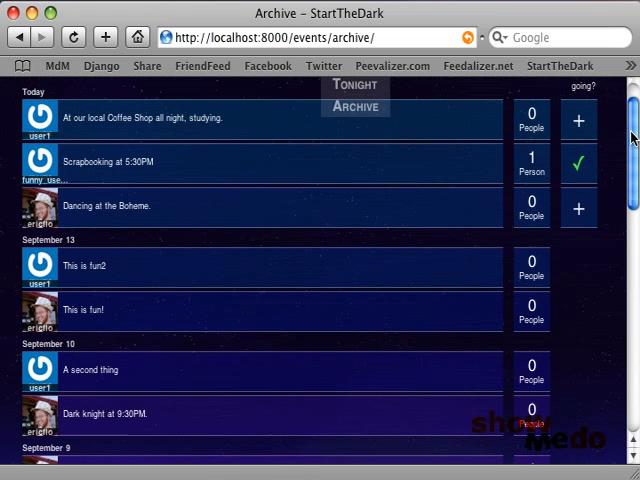 Archive - StartTheDark
http://localhost:8000/events/archive/
Google
MdM Django Share FriendFeed Facebook Twitter Peevalizer.com Feedalizer.net StartTheDark »
TONIGHT
ARCHIVE
going?
Today
At our local Coffee Shop all night, studying.
user1
0
People
+
Scrapbooking at 5:30PM
funny_use...
1
Person
✓
Dancing at the Boheme.
ericflo
0
People
+
September 13
This is fun2
user1
0
People
This is fun!
ericflo
0
People
September 10
A second thing
user1
0
People
Dark knight at 9:30PM.
ericflo
0
People
show
medo
September 9